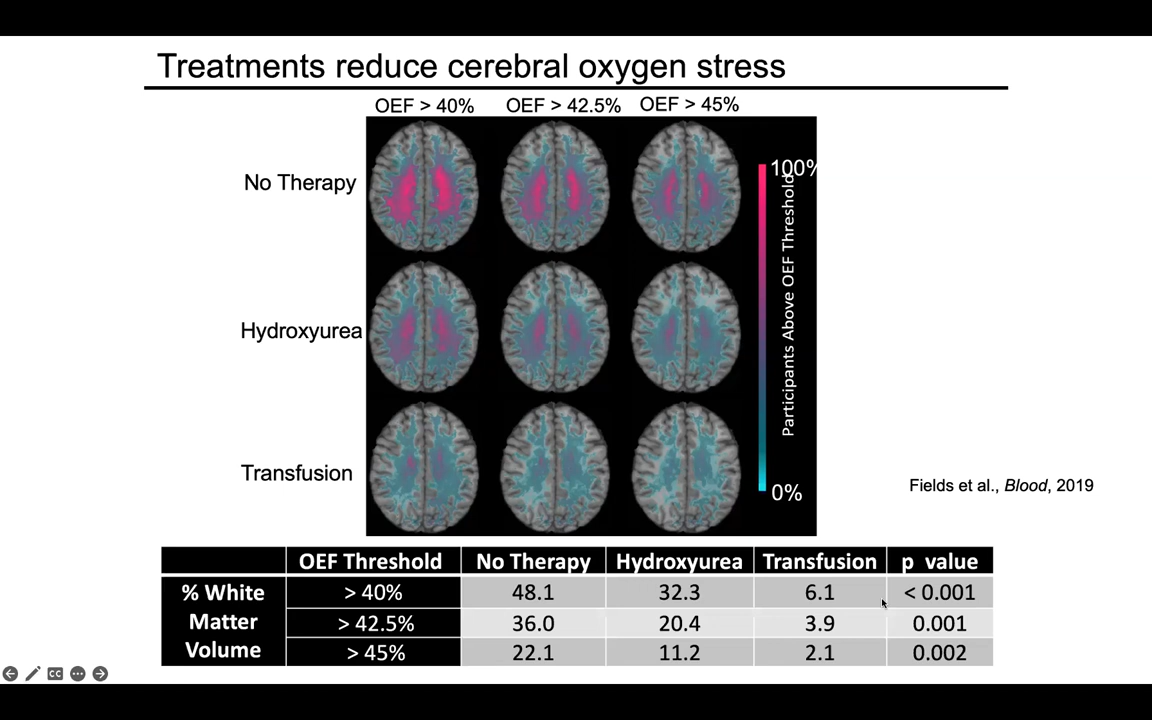 Treatments reduce cerebral oxygen stress
OEF > 40% OEF > 42.5% OEF > 45%
No Therapy
Hydroxyurea
Transfusion
100%
Participants Above OEF Threshold
0%
Fields et al., Blood, 2019
OEF Threshold No Therapy Hydroxyurea Transfusion p value
% White Matter Volume
> 40% 48.1 32.3 6.1 < 0.001
> 42.5% 36.0 20.4 3.9 0.001
> 45% 22.1 11.2 2.1 0.002
CC